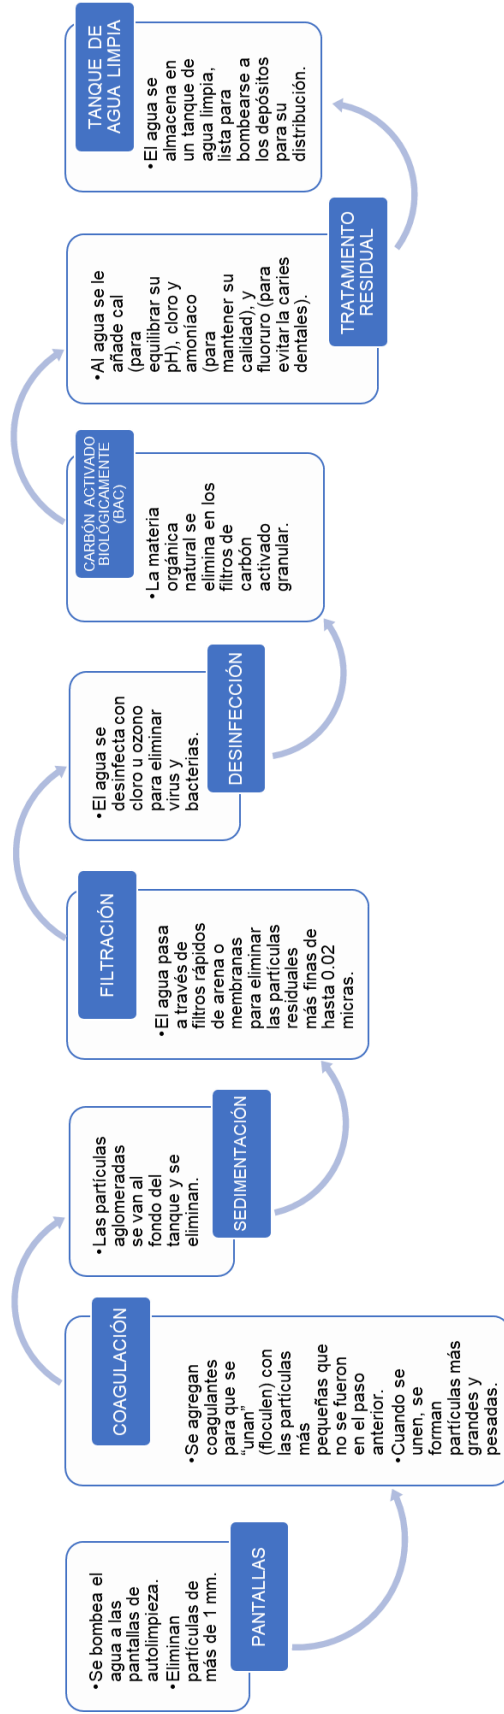 •Se bombea el
agua a las
pantallas de
autolimpieza.
•Eliminan
partículas de
más de 1 mm.
PANTALLAS
COAGULACIÓN
•Se agregan
coagulantes
para que se
“unan”
(floculen) con
las partículas
más
pequeñas que
no se fueron
en el paso
anterior.
•Cuando se
unen, se
forman
partículas más
grandes y
pesadas.
•Las partículas
aglomeradas
se van al
fondo del
tanque y se
eliminan.
SEDIMENTACIÓN
FILTRACIÓN
•El agua pasa
a través de
filtros rápidos
de arena o
membranas
para eliminar
las partículas
residuales
más finas de
hasta 0.02
micras.
•El agua se
desinfecta con
cloro u ozono
para eliminar
virus y
bacterias.
DESINFECCIÓN
CARBÓN ACTIVADO
BIOLÓGICAMENTE
(BAC)
•La materia
orgánica
natural se
elimina en los
filtros de
carbón
activado
granular.
•Al agua se le
añade cal
(para
equilibrar su
pH), cloro y
amoníaco
(para
mantener su
calidad), y
fluoruro (para
evitar la caries
dentales).
TRATAMIENTO
RESIDUAL
TANQUE DE
AGUA LIMPIA
•El agua se
almacena en
un tanque de
agua limpia,
lista para
bombearse a
los depósitos
para su
distribución.